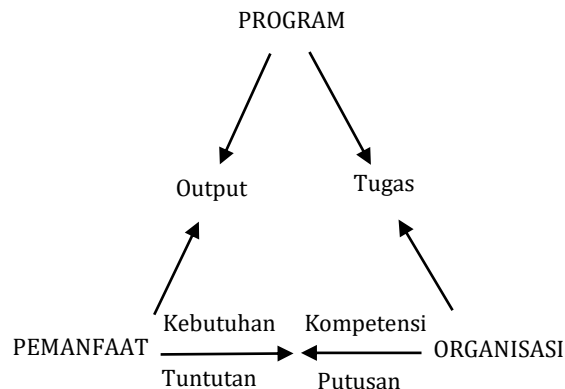 PROGRAM
Output
Tugas
Kebutuhan
Kompetensi
PEMANFAAT
ORGANISASI
Tuntutan
Putusan